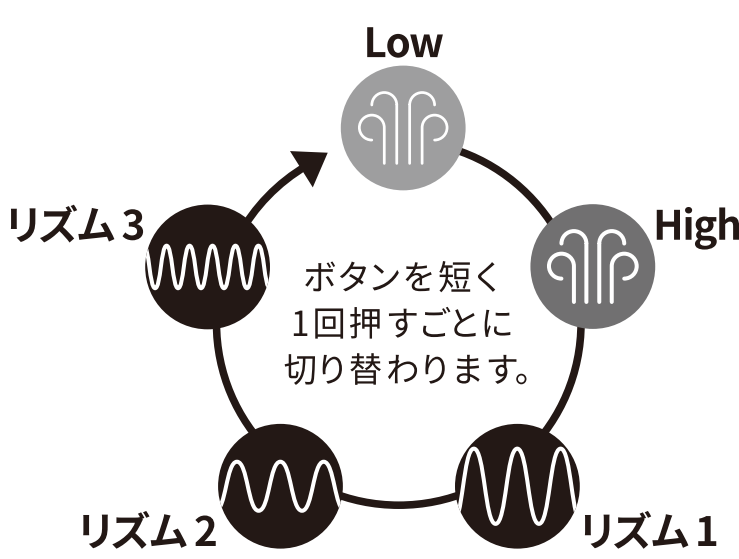 Low
High
リズム 3
ボタンを短く
1回押すごとに
切り替わります。
リズム 2
リズム 1